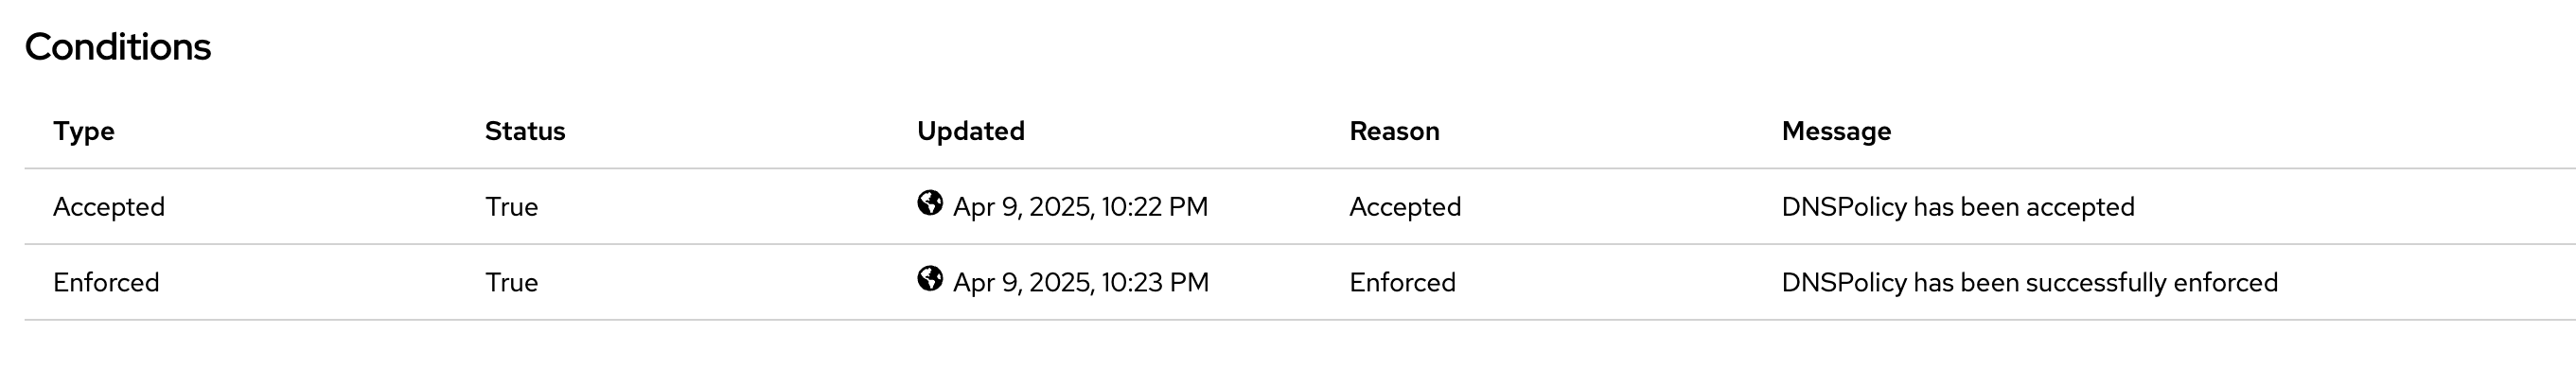 Conditions
Type Status Updated Reason Message
Accepted True Apr 9, 2025, 10:22 PM Accepted DNSPolicy has been accepted
Enforced True Apr 9, 2025, 10:23 PM Enforced DNSPolicy has been successfully enforced